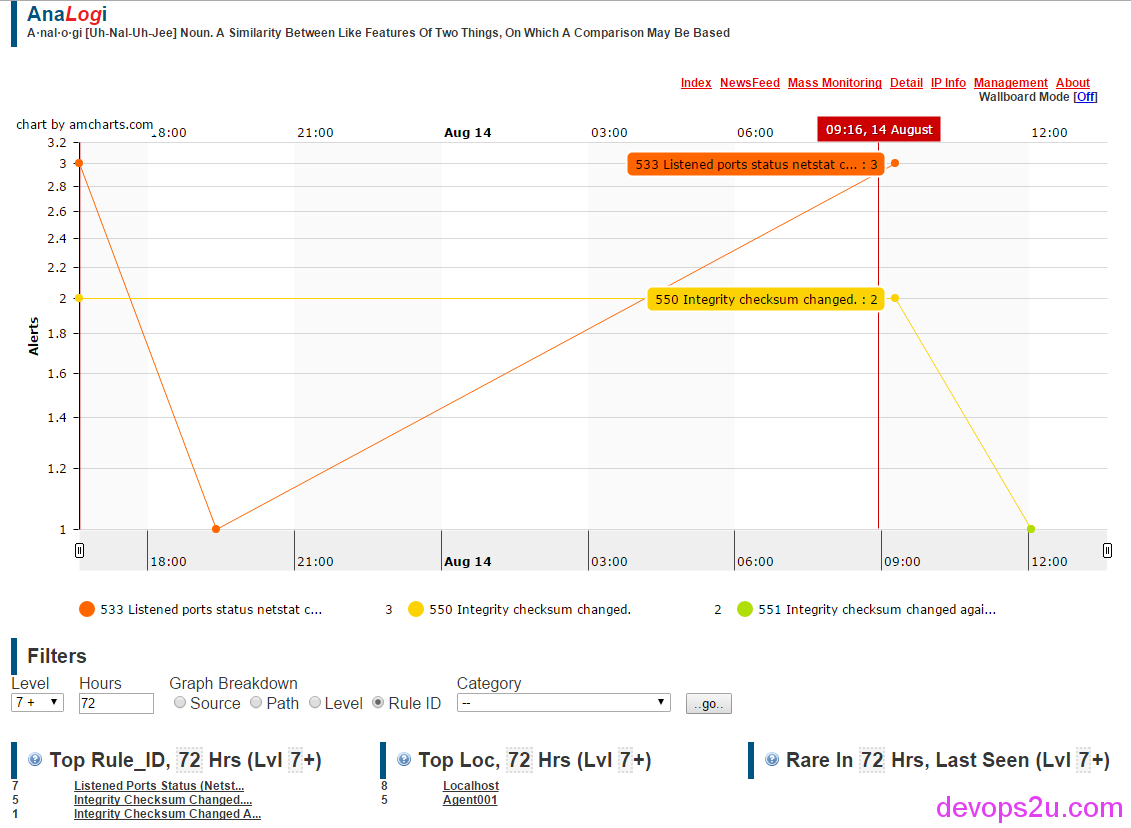 AnaLogi
A·nal·o·gi [Uh-Nal-Uh-Jee] Noun. A Similarity Between Like Features Of Two Things, On Which A Comparison May Be Based
Index NewsFeed Mass Monitoring Detail IP Info Management About
Wallboard Mode [Off]
chart by amcharts.com
18:00 21:00 Aug 14 03:00 06:00 09:16, 14 August 12:00
3.2
3 533 Listened ports status netstat c... : 3
2.8
2.6
2.4
2.2
2 550 Integrity checksum changed. : 2
1.8
Alerts
1.6
1.4
1.2
1
18:00 21:00 Aug 14 03:00 06:00 09:00 12:00
533 Listened ports status netstat c... 3 550 Integrity checksum changed. 2 551 Integrity checksum changed agai...
Filters
Level Hours Graph Breakdown Category
7 + 72 Source Path Level Rule ID -- ..go..
Top Rule_ID, 72 Hrs (Lvl 7+) Top Loc, 72 Hrs (Lvl 7+) Rare In 72 Hrs, Last Seen (Lvl 7+)
7 Listened Ports Status (Netst... 8 Localhost
5 Integrity Checksum Changed.... 5 Agent001
1 Integrity Checksum Changed A...
devops2u.com